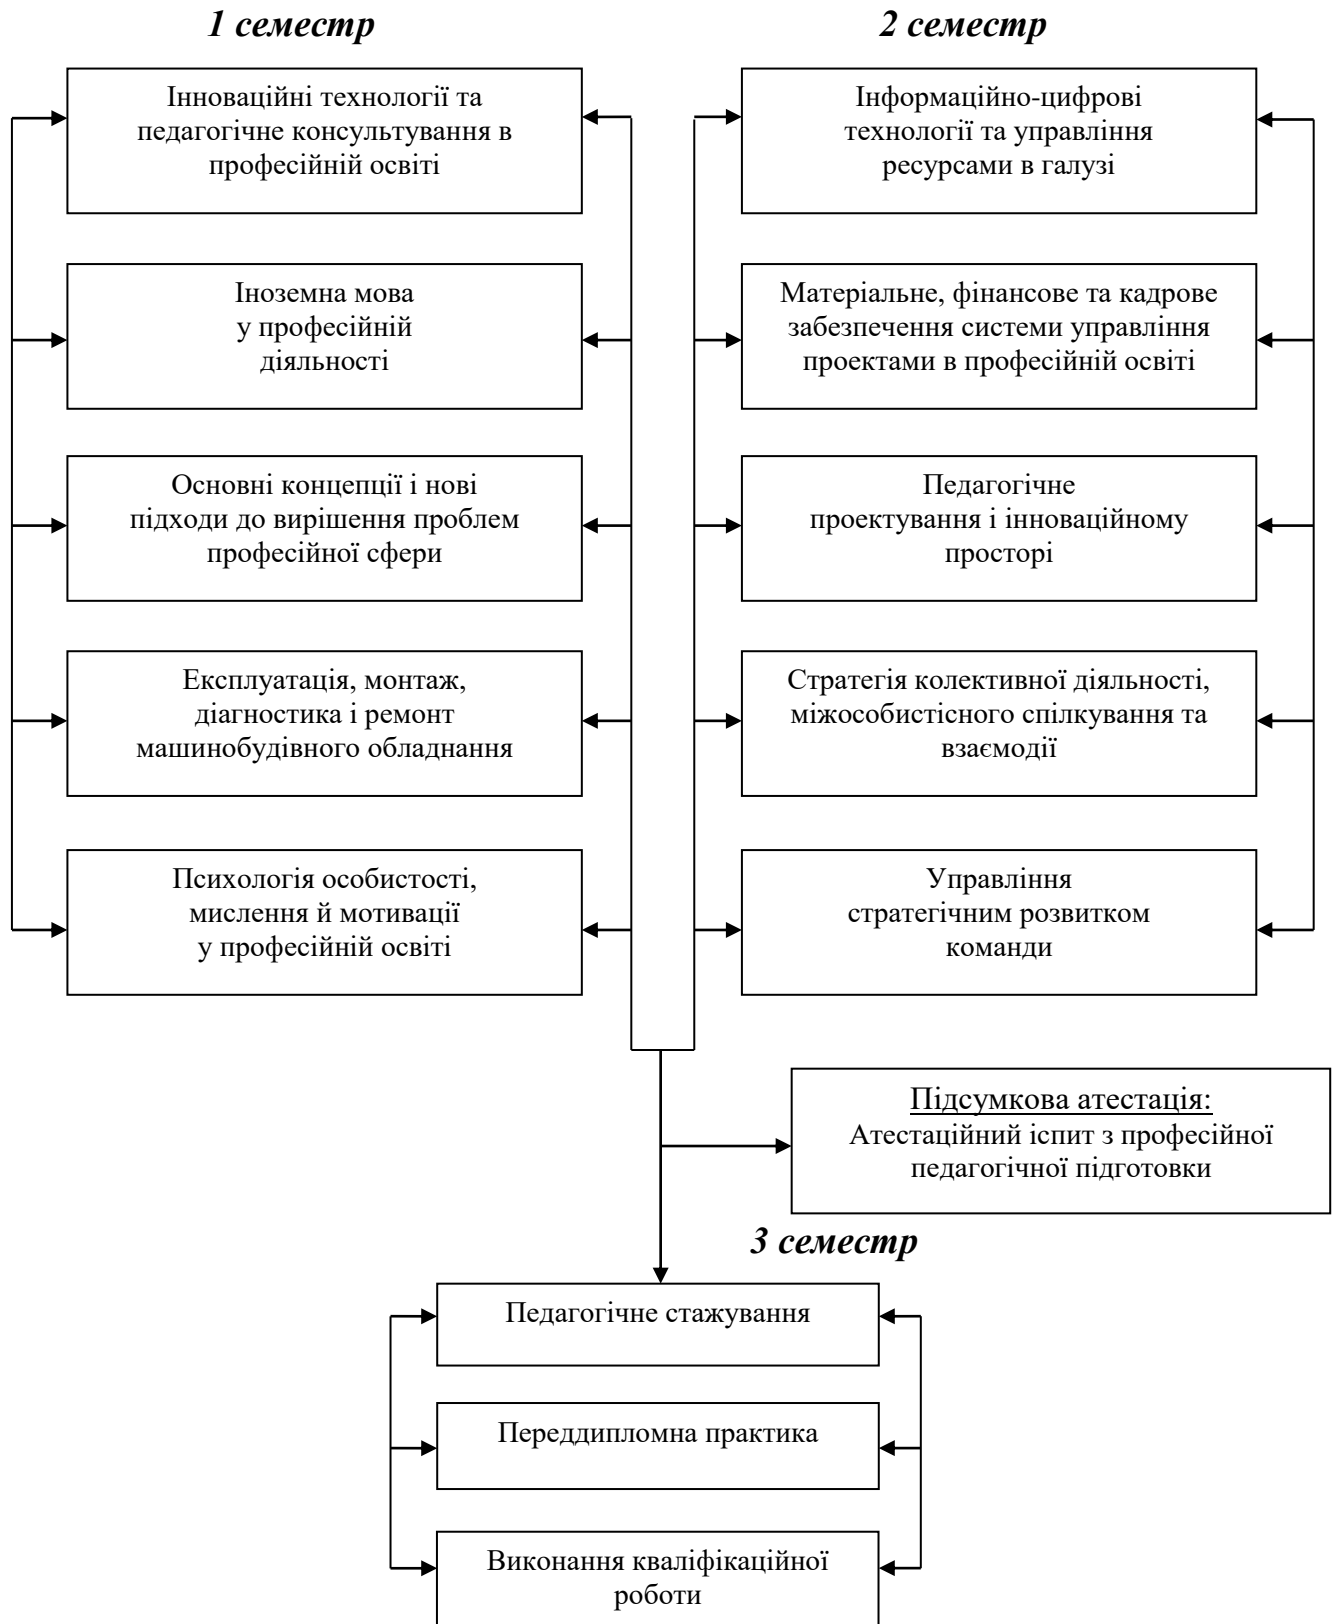 1 семестр
Інноваційні технології та
педагогічне консультування в
професійній освіті
Іноземна мова
у професійній
діяльності
Основні концепції і нові
підходи до вирішення проблем
професійної сфери
Експлуатація, монтаж,
діагностика і ремонт
машинобудівного обладнання
Психологія особистості,
мислення й мотивації
у професійній освіті
2 семестр
Інформаційно-цифрові
технології та управління
ресурсами в галузі
Матеріальне, фінансове та кадрове
забезпечення системи управління
проектами в професійній освіті
Педагогічне
проектування і інноваційному
просторі
Стратегія колективної діяльності,
міжособистісного спілкування та
взаємодії
Управління
стратегічним розвитком
команди
Підсумкова атестація:
Атестаційний іспит з професійної
педагогічної підготовки
3 семестр
Педагогічне стажування
Переддипломна практика
Виконання кваліфікаційної
роботи